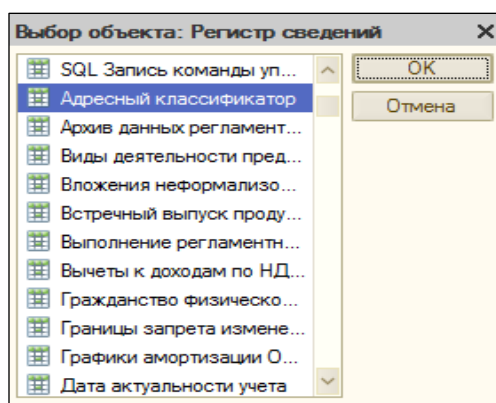 Выбор объекта: Регистр сведений
SQL Запись команды уп...
Адресный классификатор
Архив данных регламент...
Виды деятельности пред...
Вложения неформализо...
Встречный выпуск проду...
Выполнение регламентн...
Вычеты к доходам по НД...
Гражданство физическо...
Границы запрета измене...
Графики амортизации О...
Дата актуальности учета
OK
Отмена